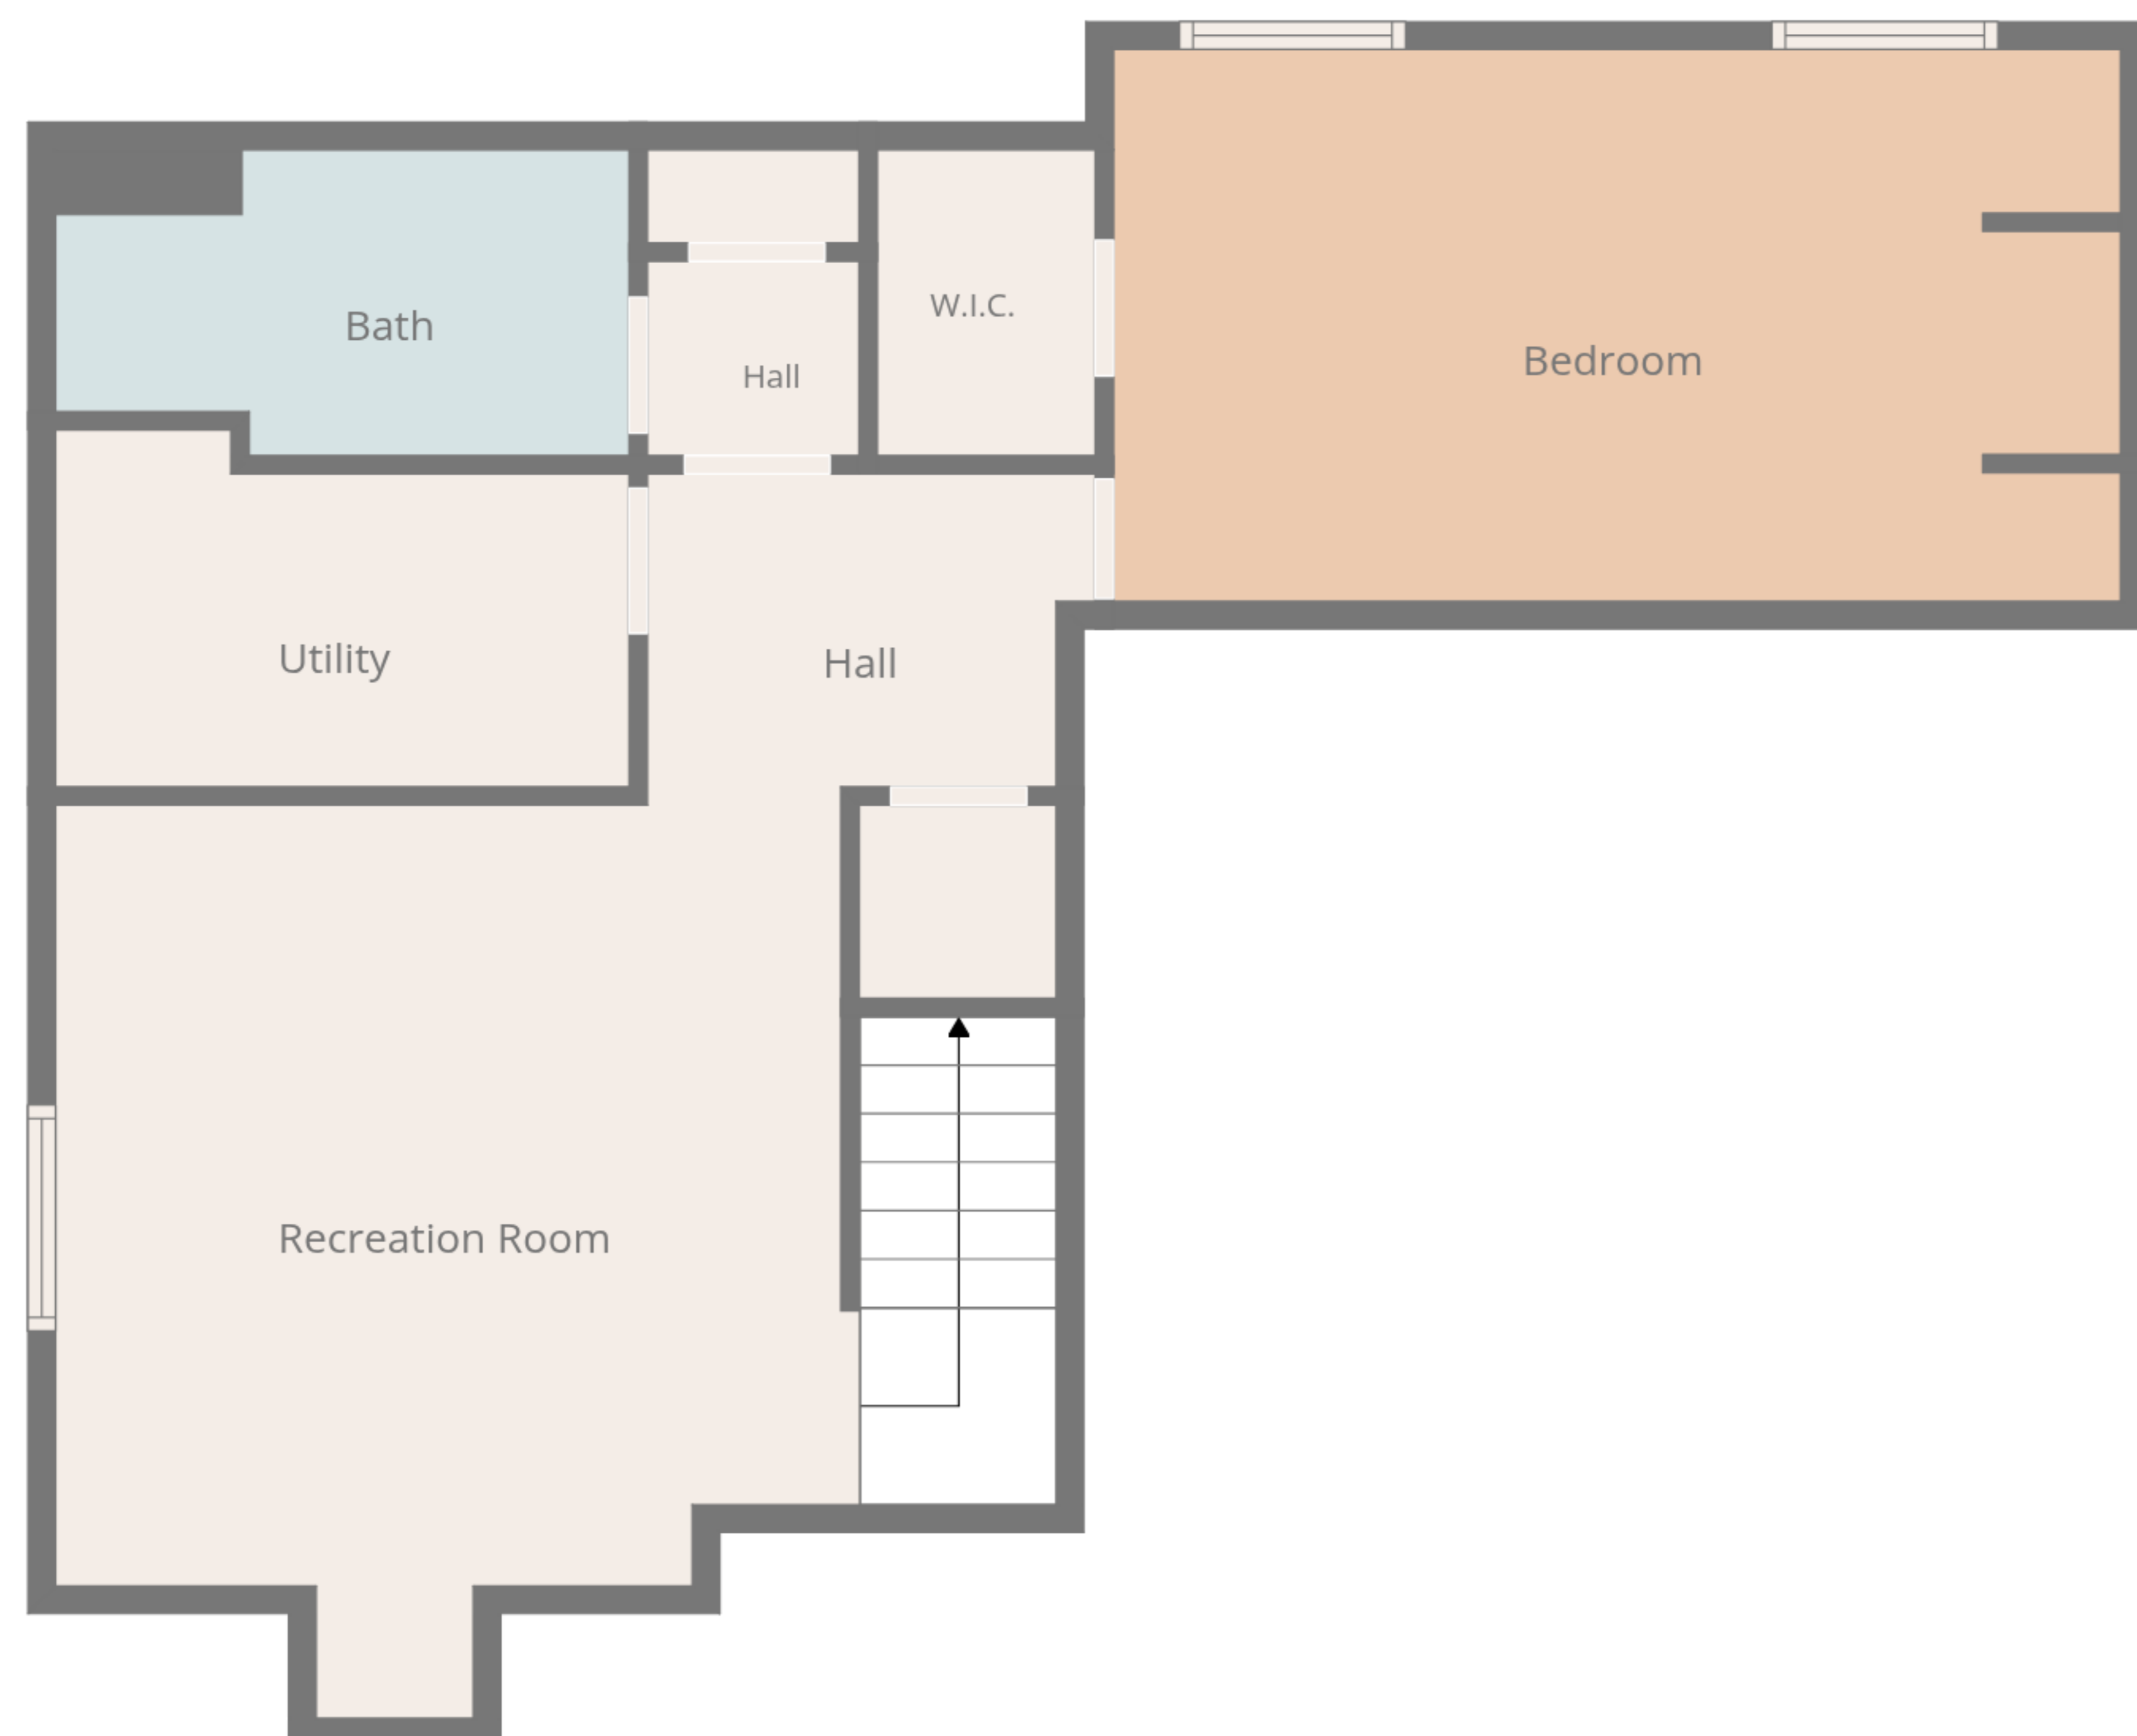 Bath
W.I.C.
Hall
Bedroom
Utility
Hall
Recreation Room